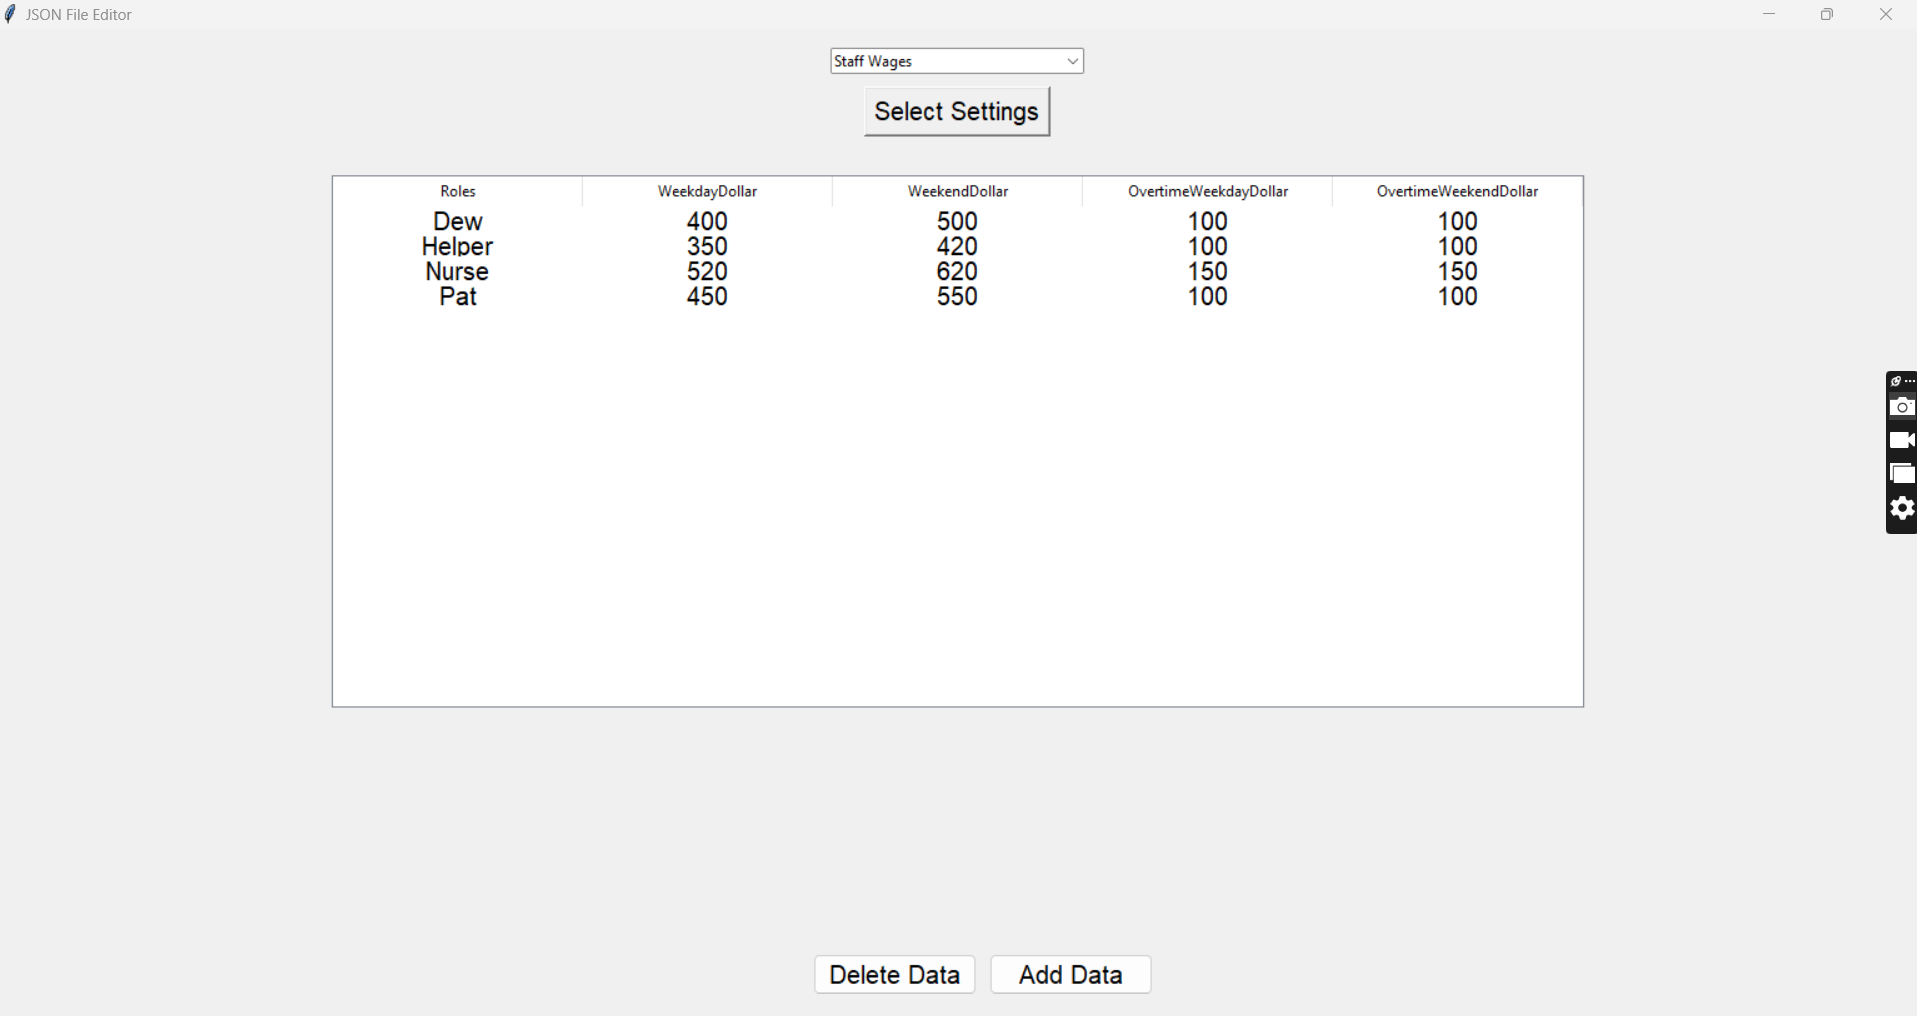 JSON File Editor
Staff Wages
Select Settings
Roles WeekdayDollar WeekendDollar OvertimeWeekdayDollar OvertimeWeekendDollar
Dew 400 500 100 100
Helper 350 420 100 100
Nurse 520 620 150 150
Pat 450 550 100 100
Delete Data Add Data